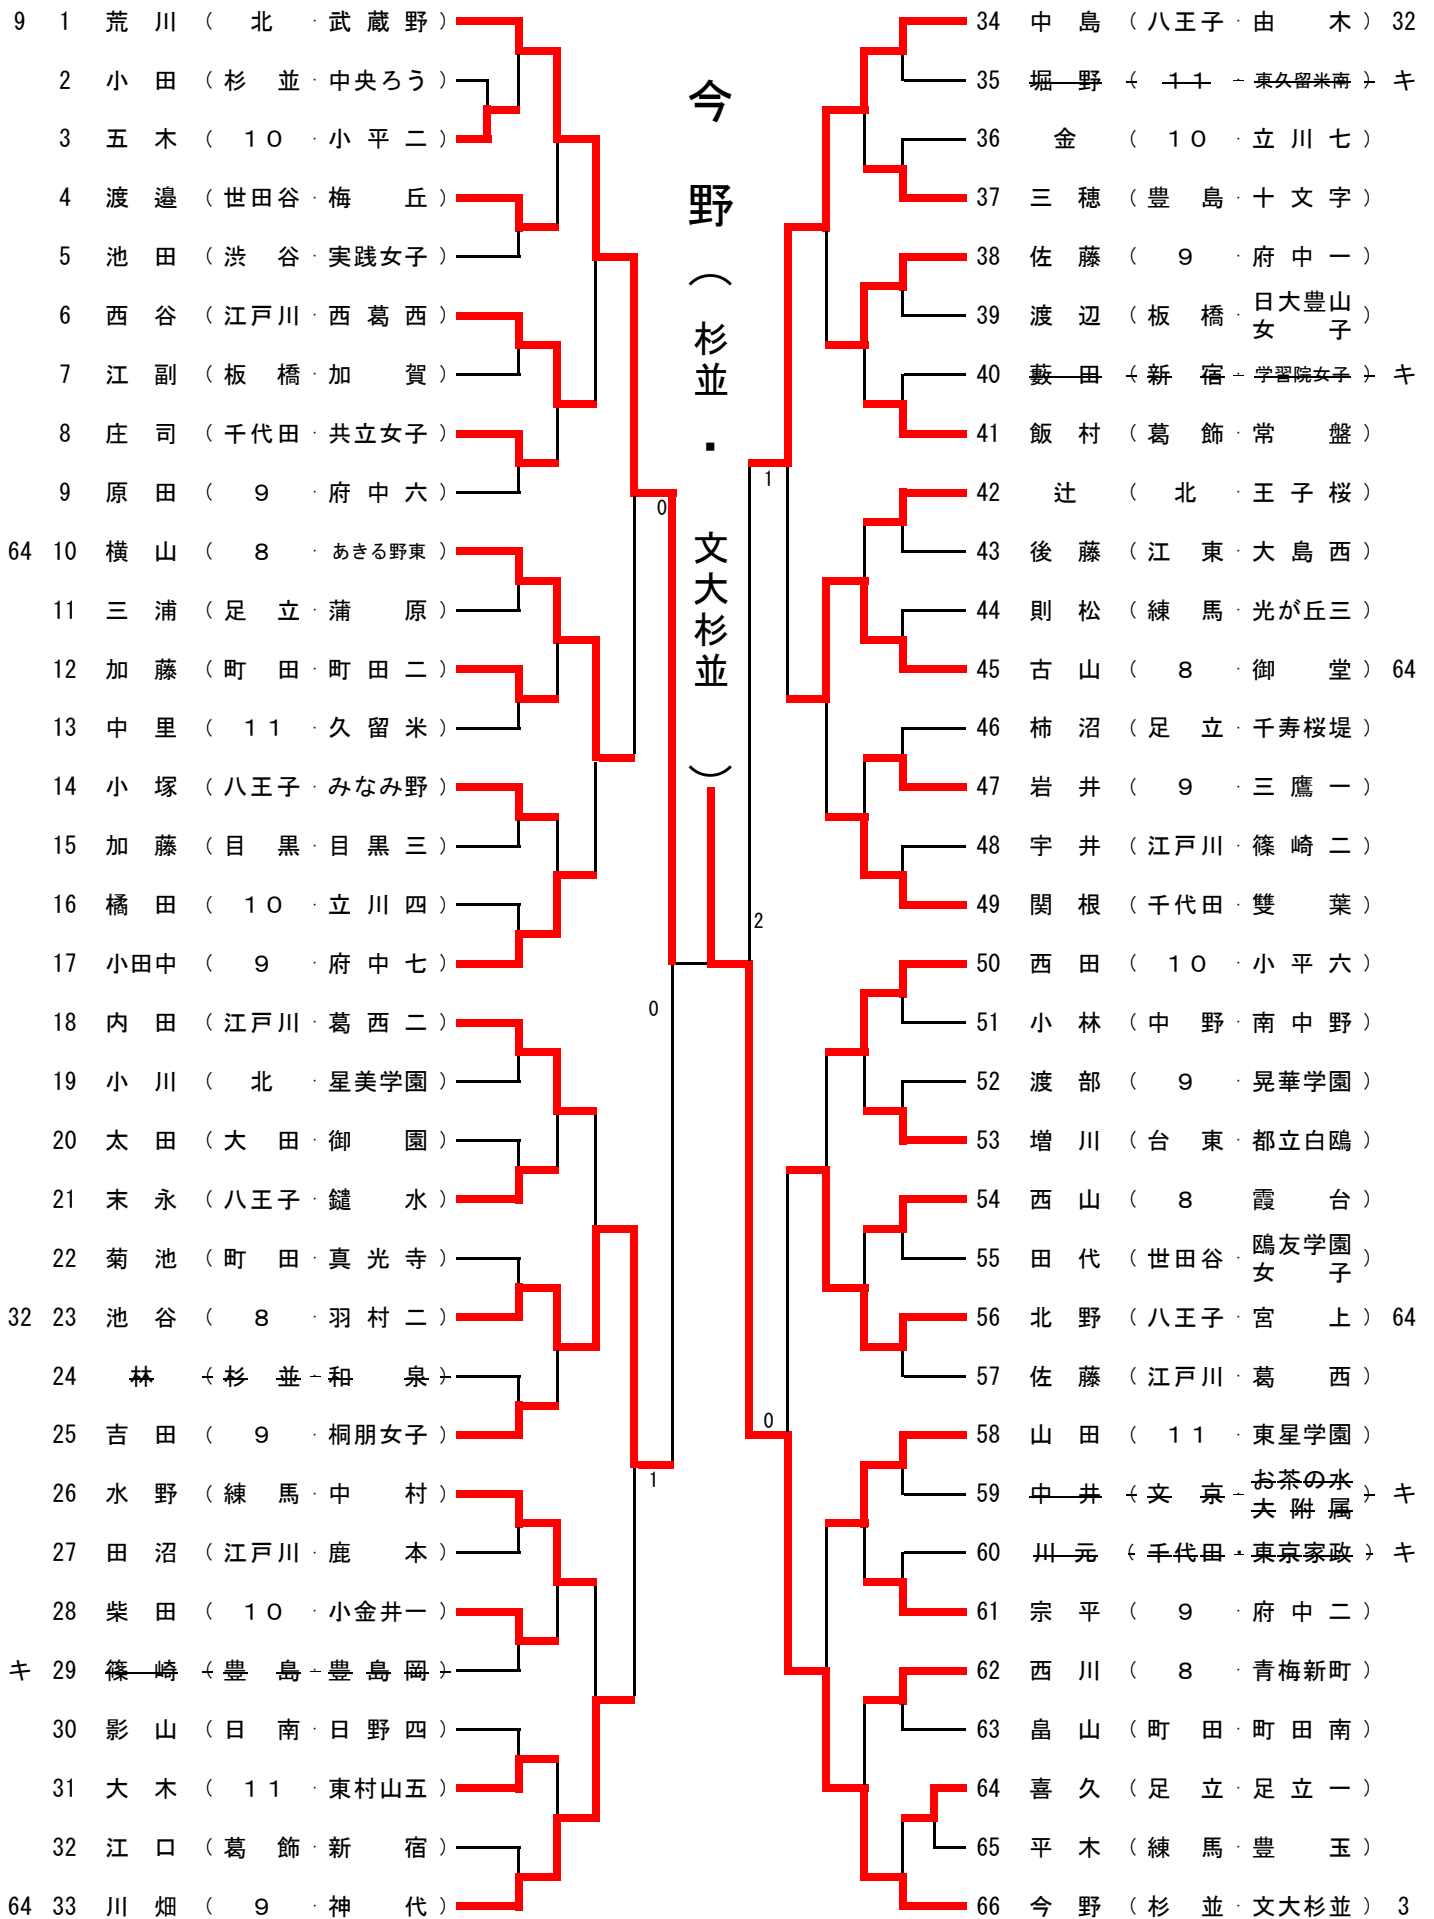 9 1 荒川 ( 北 ・ 武蔵野 )
2 小田 ( 杉並 ・ 中央ろう )
3 五木 ( 10 ・ 小平二 )
4 渡邉 ( 世田谷 ・ 梅丘 )
5 池田 ( 渋谷 ・ 実践女子 )
6 西谷 ( 江戸川 ・ 西葛西 )
7 江副 ( 板橋 ・ 加賀 )
8 庄司 ( 千代田 ・ 共立女子 )
9 原田 ( 9 ・ 府中六 )
64 10 横山 ( 8 ・ あきる野東 )
11 三浦 ( 足立 ・ 蒲原 )
12 加藤 ( 町田 ・ 町田二 )
13 中里 ( 11 ・ 久留米 )
14 小塚 ( 八王子 ・ みなみ野 )
15 加藤 ( 目黒 ・ 目黒三 )
16 橘田 ( 10 ・ 立川四 )
17 小田中 ( 9 ・ 府中七 )
18 内田 ( 江戸川 ・ 葛西二 )
19 小川 ( 北 ・ 星美学園 )
20 太田 ( 大田 ・ 御園 )
21 末永 ( 八王子 ・ 鑓水 )
22 菊池 ( 町田 ・ 真光寺 )
32 23 池谷 ( 8 ・ 羽村二 )
24 林 ( 杉並 ・ 和泉 )
25 吉田 ( 9 ・ 桐朋女子 )
26 水野 ( 練馬 ・ 中村 )
27 田沼 ( 江戸川 ・ 鹿本 )
28 柴田 ( 10 ・ 小金井一 )
キ 29 篠崎 ( 豊島 ・ 豊島岡 )
30 影山 ( 日南 ・ 日野四 )
31 大木 ( 11 ・ 東村山五 )
32 江口 ( 葛飾 ・ 新宿 )
64 33 川畑 ( 9 ・ 神代 )
0
0
1
今野(杉並・文大杉並)
1
2
0
34 中島 ( 八王子 ・ 由木 ) 32
35 堀野 ( 11 ・ 東久留米南 ) キ
36 金 ( 10 ・ 立川七 )
37 三穂 ( 豊島 ・ 十文字 )
38 佐藤 ( 9 ・ 府中一 )
39 渡辺 ( 板橋 ・ 日大豊山女子 )
40 藪田 ( 新宿 ・ 学習院女子 ) キ
41 飯村 ( 葛飾 ・ 常盤 )
42 辻 ( 北 ・ 王子桜 )
43 後藤 ( 江東 ・ 大島西 )
44 則松 ( 練馬 ・ 光が丘三 )
45 古山 ( 8 ・ 御堂 ) 64
46 柿沼 ( 足立 ・ 千寿桜堤 )
47 岩井 ( 9 ・ 三鷹一 )
48 宇井 ( 江戸川 ・ 篠崎二 )
49 関根 ( 千代田 ・ 雙葉 )
50 西田 ( 10 ・ 小平六 )
51 小林 ( 中野 ・ 南中野 )
52 渡部 ( 9 ・ 晃華学園 )
53 増川 ( 台東 ・ 都立白鴎 )
54 西山 ( 8 霞台 )
55 田代 ( 世田谷 ・ 鴎友学園女子 )
56 北野 ( 八王子 ・ 宮上 ) 64
57 佐藤 ( 江戸川 ・ 葛西 )
58 山田 ( 11 ・ 東星学園 )
59 中井 ( 文京 ・ お茶の水大附属 ) キ
60 川元 ( 千代田 ・ 東京家政 ) キ
61 宗平 ( 9 ・ 府中二 )
62 西川 ( 8 ・ 青梅新町 )
63 畠山 ( 町田 ・ 町田南 )
64 喜久 ( 足立 ・ 足立一 )
65 平木 ( 練馬 ・ 豊玉 )
66 今野 ( 杉並 ・ 文大杉並 ) 3